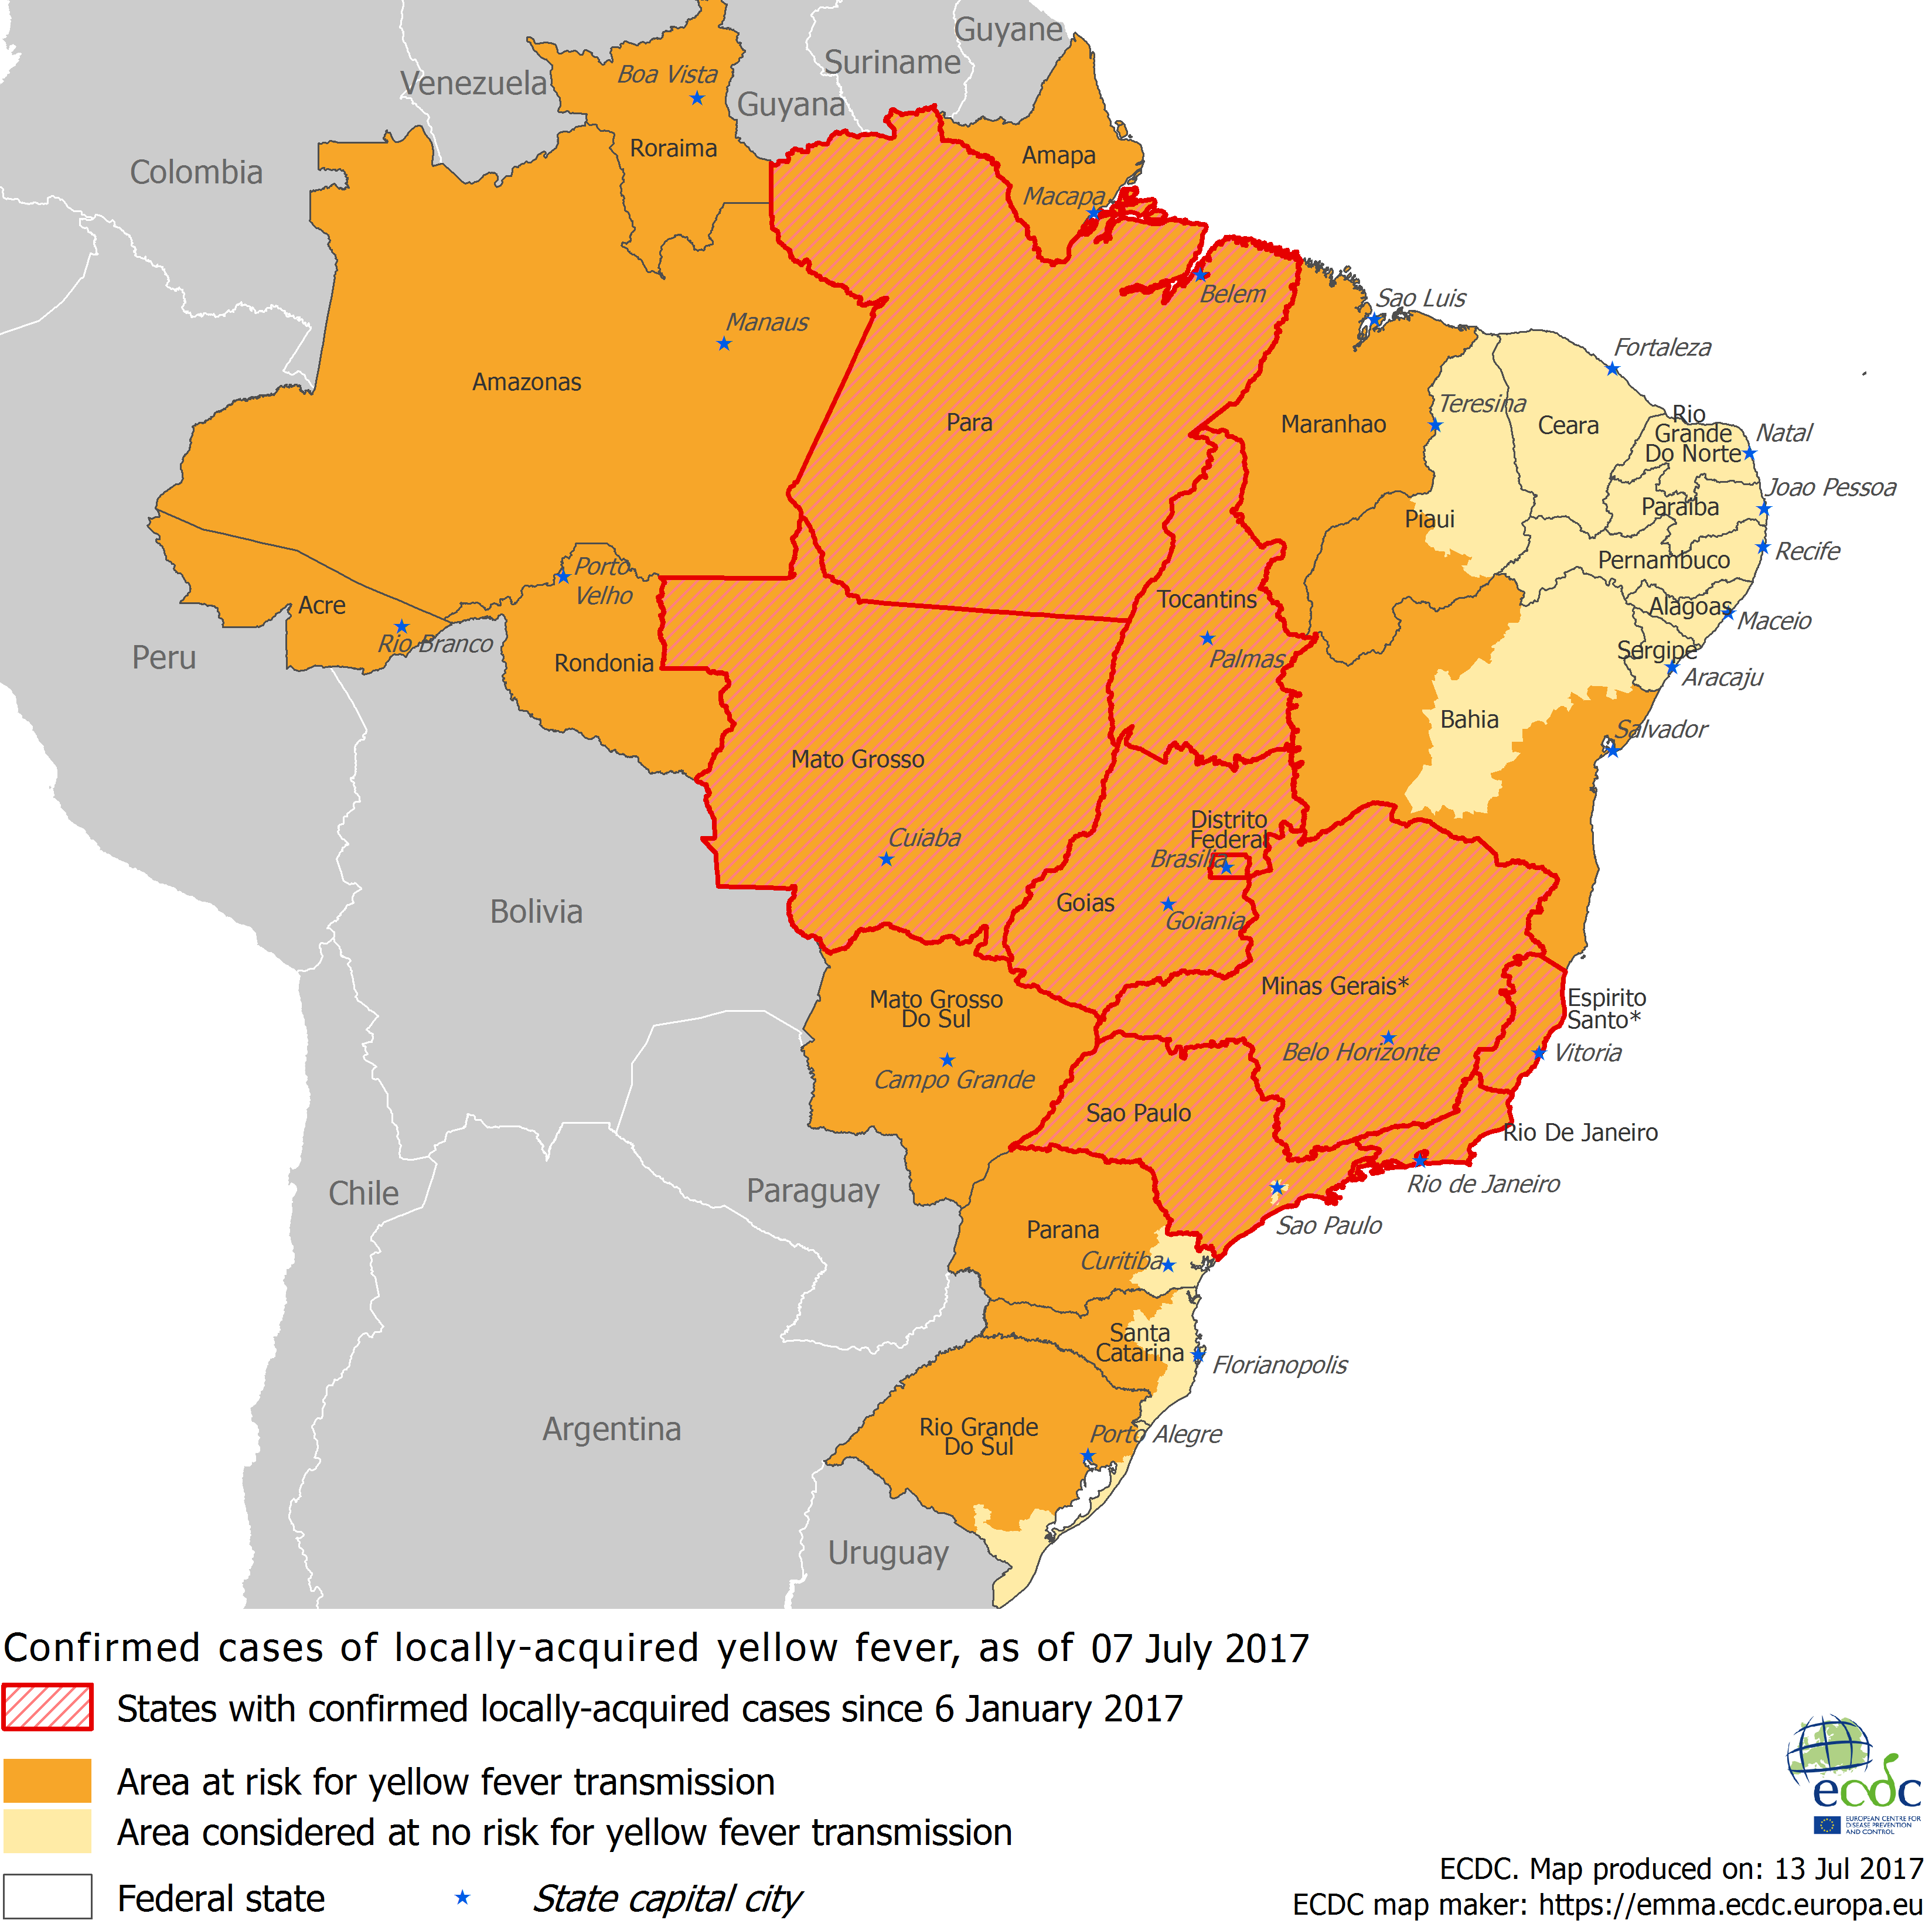 Guyane
Suriname
Venezuela
Boa Vista
Guyana
Roraima
Amapa
Colombia
Macapa
Belem
Sao Luis
Manaus
Fortaleza
Amazonas
Teresina
Para
Maranhao
Ceara
Rio
Grande
Do Norte
Natal
Joao Pessoa
Paraiba
Piaui
Recife
Pernambuco
Porto
Velho
Acre
Tocantins
Alagoas
Maceio
Rio Branco
Peru
Rondonia
Palmas
Sergipe
Aracaju
Bahia
Salvador
Mato Grosso
Distrito
Federal
Cuiaba
Brasilia
Bolivia
Goias
Goiania
Minas Gerais*
Mato Grosso
Do Sul
Espirito
Santo*
Belo Horizonte
Vitoria
Campo Grande
Sao Paulo
Rio De Janeiro
Chile
Paraguay
Rio de Janeiro
Parana
Sao Paulo
Curitiba
Santa
Catarina
Florianopolis
Argentina
Rio Grande
Do Sul
Porto Alegre
Uruguay
Confirmed cases of locally-acquired yellow fever, as of 07 July 2017
States with confirmed locally-acquired cases since 6 January 2017
Area at risk for yellow fever transmission
Area considered at no risk for yellow fever transmission
Federal state
State capital city
ecdc
EUROPEAN CENTRE FOR
DISEASE PREVENTION
AND CONTROL
ECDC. Map produced on: 13 Jul 2017
ECDC map maker: https://emma.ecdc.europa.eu